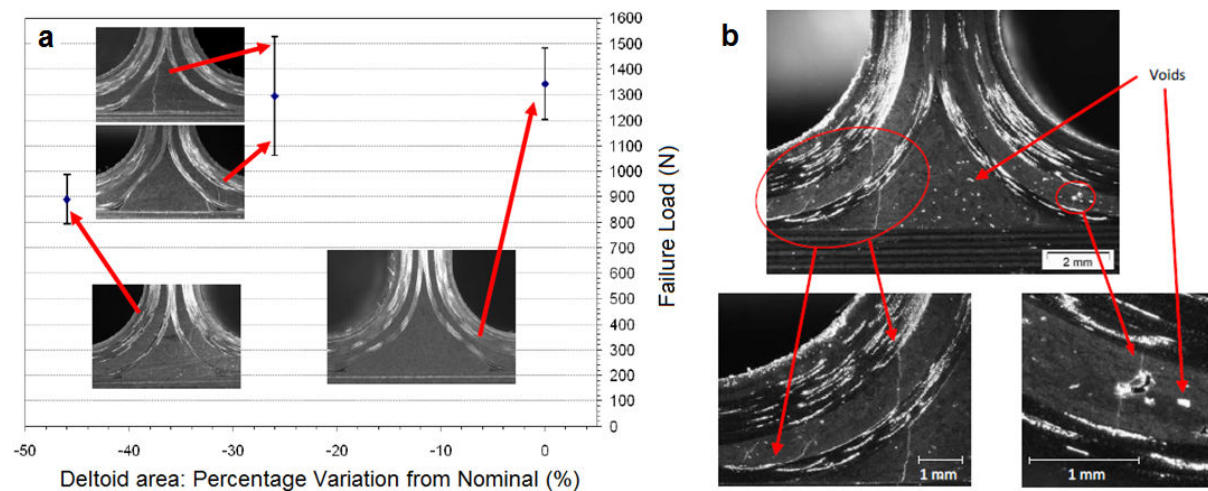 a
1600
1500
1400
1300
1200
1100
1000
900
800
700
600
500
400
300
200
100
0
Failure Load (N)
-50
-40
-30
-20
-10
0
Deltoid area: Percentage Variation from Nominal (%)
b
Voids
2 mm
1 mm
1 mm